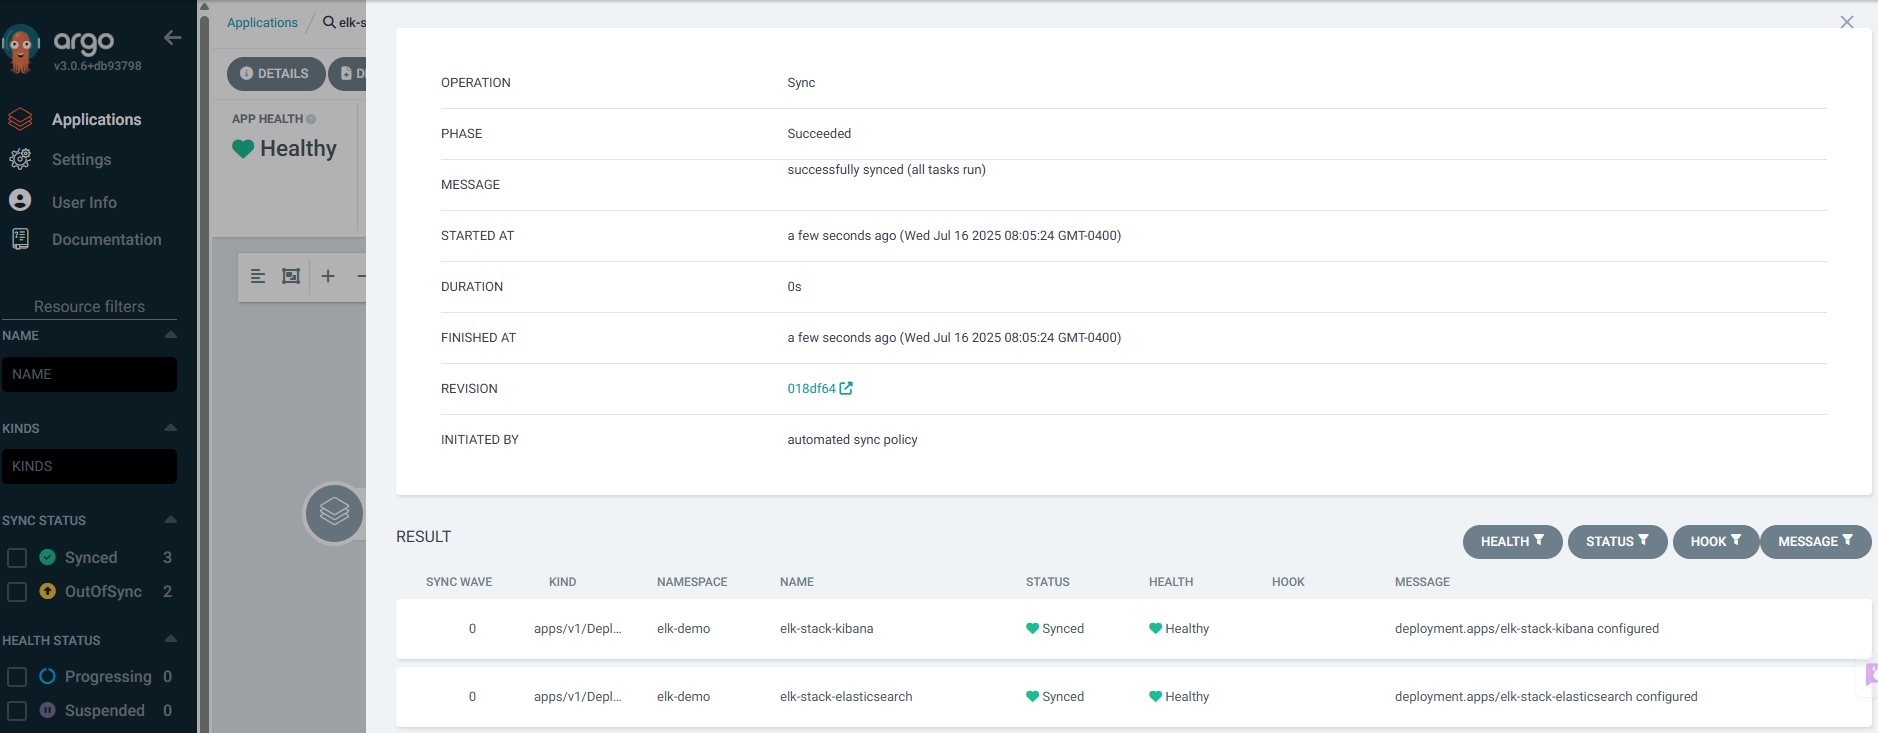 argo
v3.0.6+db93798
Applications
Settings
User Info
Documentation
Resource filters
NAME
NAME
KINDS
KINDS
SYNC STATUS
Synced 3
OutOfSync 2
HEALTH STATUS
Progressing 0
Suspended 0
Applications / elk-s
DETAILS D
APP HEALTH
Healthy
OPERATION Sync
PHASE Succeeded
MESSAGE successfully synced (all tasks run)
STARTED AT a few seconds ago (Wed Jul 16 2025 08:05:24 GMT-0400)
DURATION 0s
FINISHED AT a few seconds ago (Wed Jul 16 2025 08:05:24 GMT-0400)
REVISION 018df64
INITIATED BY automated sync policy
RESULT HEALTH STATUS HOOK MESSAGE
SYNC WAVE KIND NAMESPACE NAME STATUS HEALTH HOOK MESSAGE
0 apps/v1/Depl... elk-demo elk-stack-kibana Synced Healthy deployment.apps/elk-stack-kibana configured
0 apps/v1/Depl... elk-demo elk-stack-elasticsearch Synced Healthy deployment.apps/elk-stack-elasticsearch configured